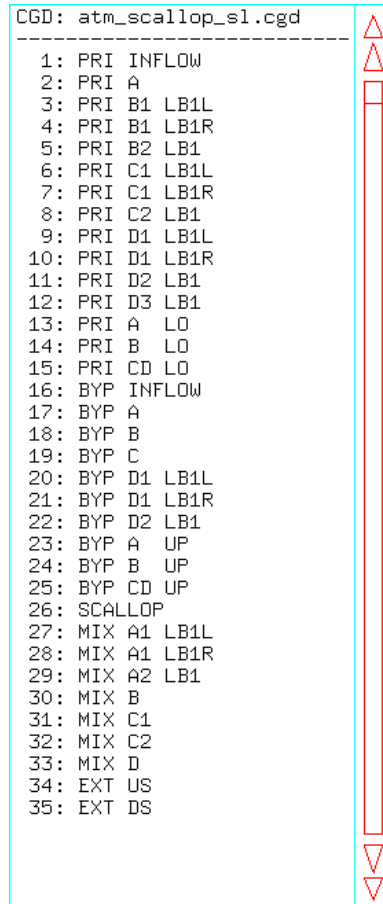 CGD: atm_scallop_sl.cgd
----------------------------
1: PRI INFLOW
2: PRI A
3: PRI B1 LB1L
4: PRI B1 LB1R
5: PRI B2 LB1
6: PRI C1 LB1L
7: PRI C1 LB1R
8: PRI C2 LB1
9: PRI D1 LB1L
10: PRI D1 LB1R
11: PRI D2 LB1
12: PRI D3 LB1
13: PRI A  LO
14: PRI B  LO
15: PRI CD LO
16: BYP INFLOW
17: BYP A
18: BYP B
19: BYP C
20: BYP D1 LB1L
21: BYP D1 LB1R
22: BYP D2 LB1
23: BYP A  UP
24: BYP B  UP
25: BYP CD UP
26: SCALLOP
27: MIX A1 LB1L
28: MIX A1 LB1R
29: MIX A2 LB1
30: MIX B
31: MIX C1
32: MIX C2
33: MIX D
34: EXT US
35: EXT DS